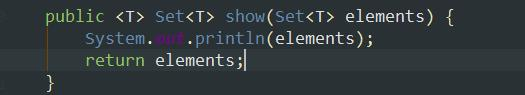 public <T> Set<T> show(Set<T> elements) {
    System.out.println(elements);
    return elements;
}